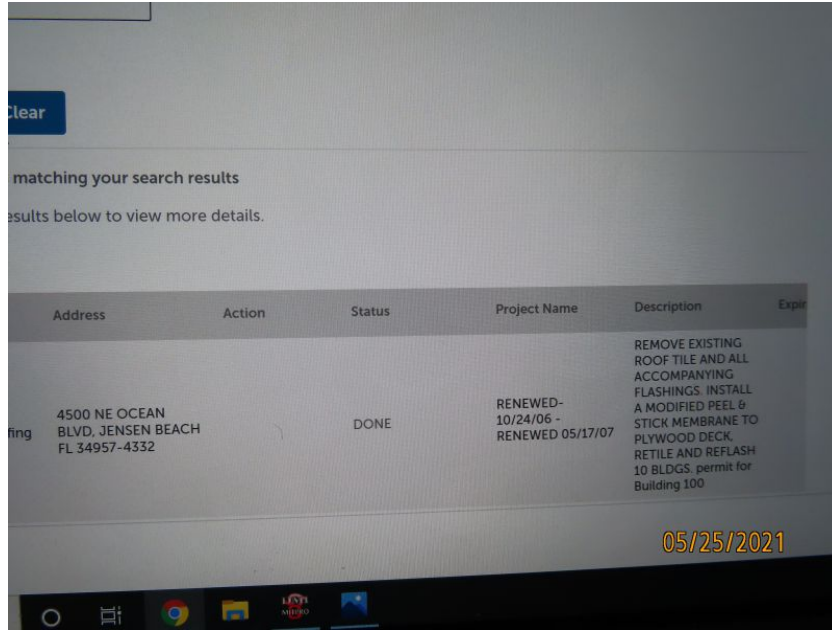 Clear
matching your search results
esults below to view more details.
Address Action Status Project Name Description Expir
fing
4500 NE OCEAN
BLVD, JENSEN BEACH
FL 34957-4332
DONE
RENEWED-
10/24/06 -
RENEWED 05/17/07
REMOVE EXISTING
ROOF TILE AND ALL
ACCOMPANYING
FLASHINGS. INSTALL
A MODIFIED PEEL &
STICK MEMBRANE TO
PLYWOOD DECK,
RETILE AND REFLASH
10 BLDGS. permit for
Building 100
05/25/2021